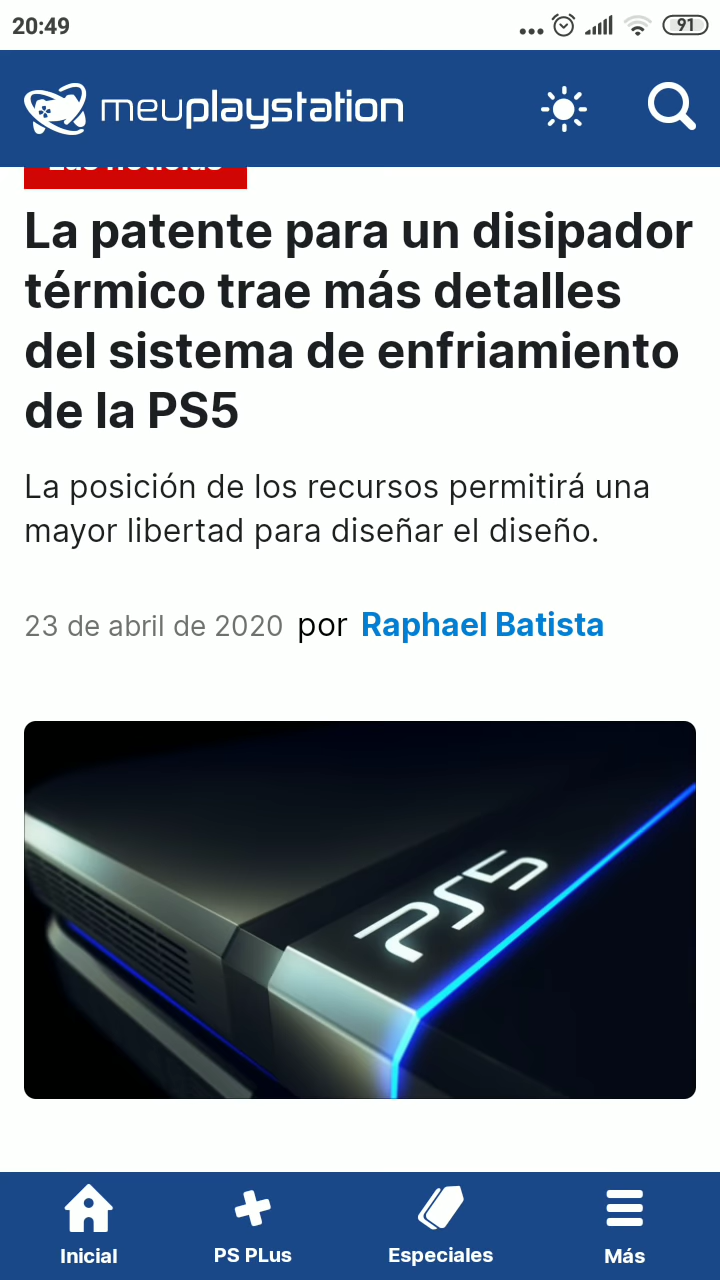 20:49
91
meuplaystation
Las noticias
La patente para un disipador
térmico trae más detalles
del sistema de enfriamiento
de la PS5
La posición de los recursos permitirá una
mayor libertad para diseñar el diseño.
23 de abril de 2020 por Raphael Batista
PS5
Inicial PS PLus Especiales Más